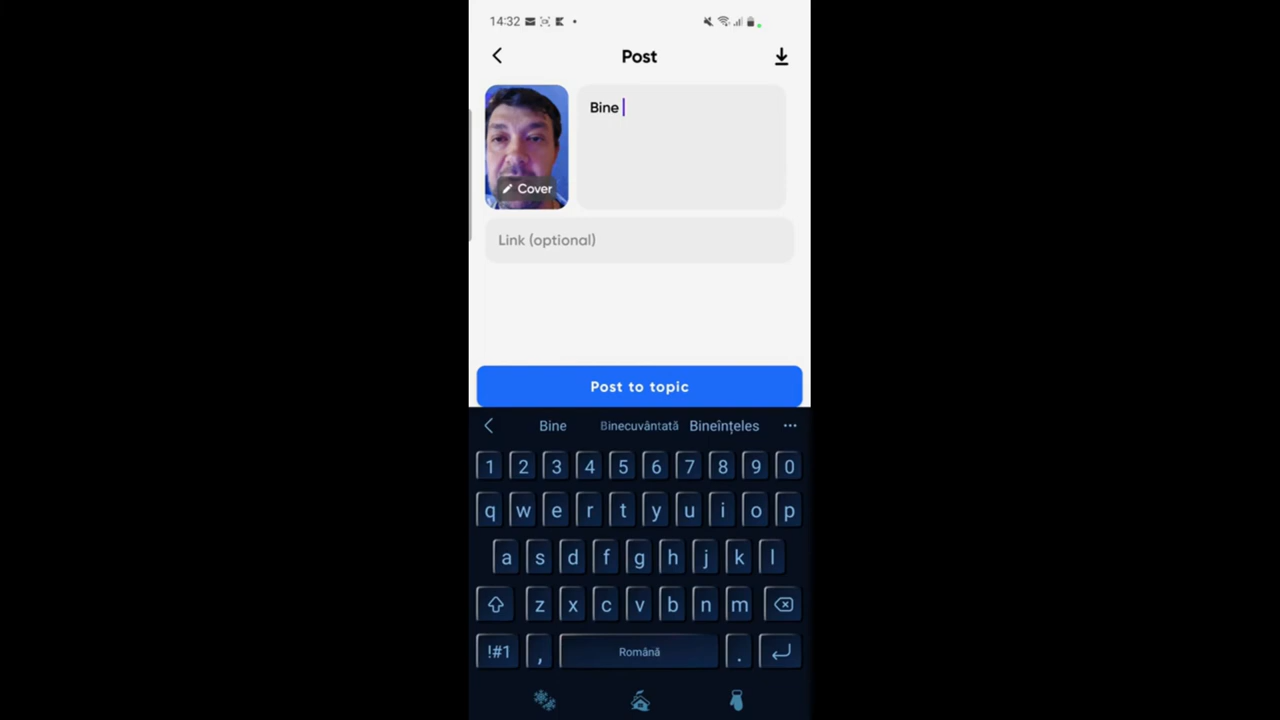 14:32
Post
Bine
Cover
Link (optional)
Post to topic
Bine Binecuvântată Bineînțeles
1 2 3 4 5 6 7 8 9 0
q w e r t y u i o p
a s d f g h j k l
z x c v b n m
!#1 , Română .